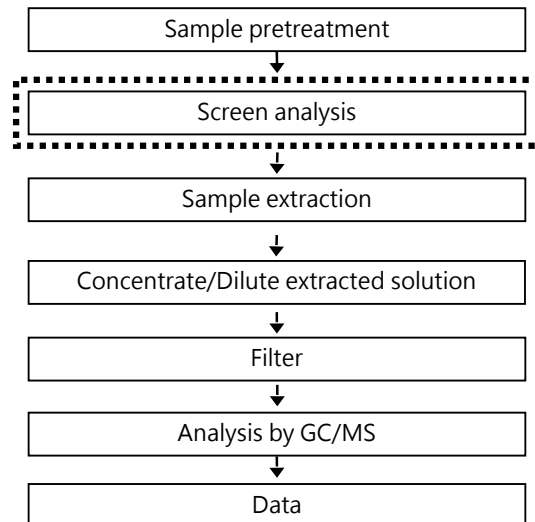 Sample pretreatment
Screen analysis
Sample extraction
Concentrate/Dilute extracted solution
Filter
Analysis by GC/MS
Data